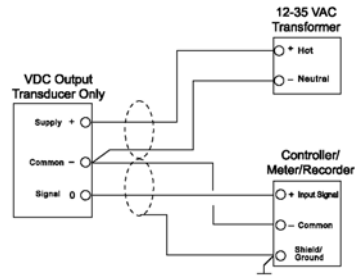 12-35 VAC
Transformer
+ Hot
– Neutral
VDC Output
Transducer Only
Supply +
Common –
Signal 0
Controller/
Meter/Recorder
+ Input Signal
– Common
Shield/
Ground